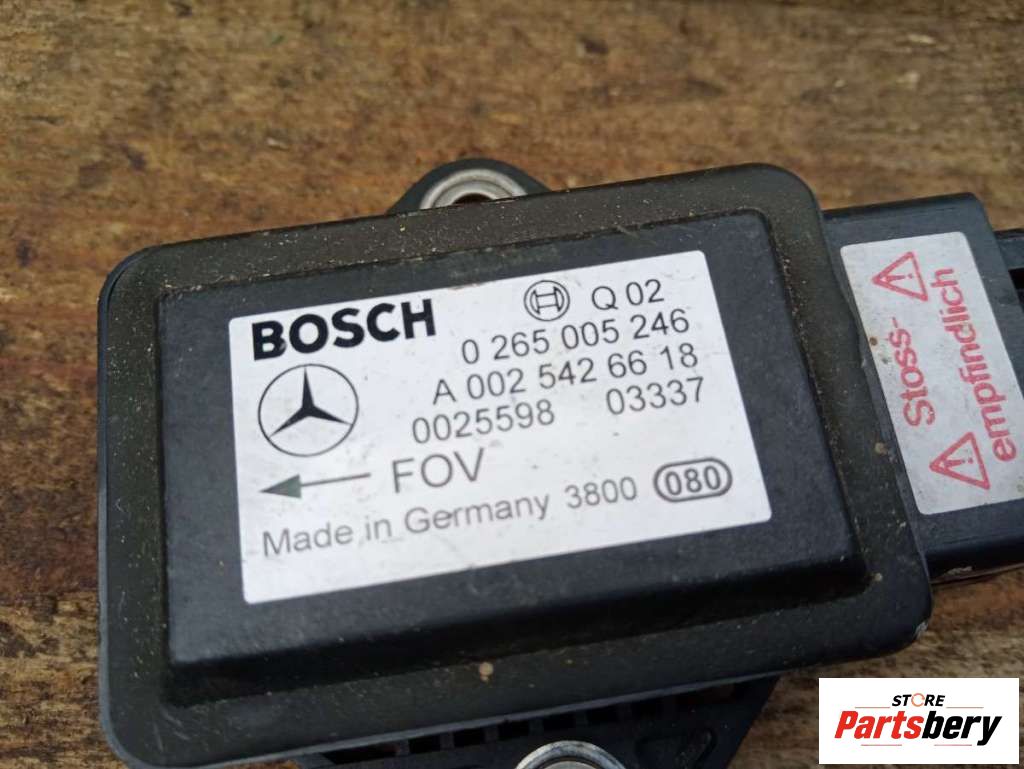 BOSCH Q 02
0 265 005 246
A 002 542 66 18
0025598 03337
FOV
Made in Germany 3800 080
Stoss-
empfindlich
STORE
Partsbery